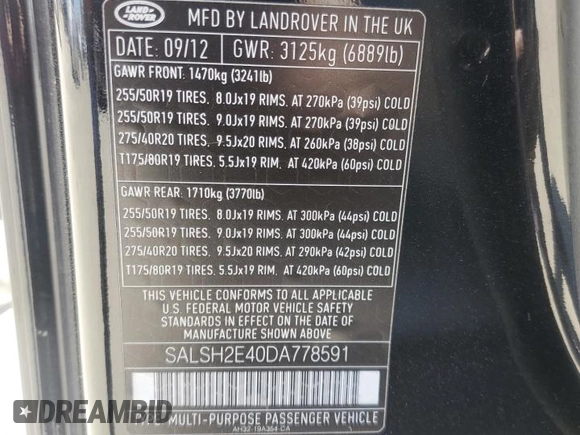 LAND
ROVER
MFD BY LANDROVER IN THE UK
DATE: 09/12 GWR: 3125kg (6889lb)
GAWR FRONT: 1470kg (3241lb)
255/50R19 TIRES, 8.0Jx19 RIMS, AT 270kPa (39psi) COLD
255/50R19 TIRES, 9.0Jx19 RIMS, AT 270kPa (39psi) COLD
275/40R20 TIRES, 9.5Jx20 RIMS, AT 260kPa (38psi) COLD
T175/80R19 TIRES, 5.5Jx19 RIM, AT 420kPa (60psi) COLD
GAWR REAR: 1710kg (3770lb)
255/50R19 TIRES, 8.0Jx19 RIMS, AT 300kPa (44psi) COLD
255/50R19 TIRES, 9.0Jx19 RIMS, AT 300kPa (44psi) COLD
275/40R20 TIRES, 9.5Jx20 RIMS, AT 290kPa (42psi) COLD
T175/80R19 TIRES, 5.5Jx19 RIM, AT 420kPa (60psi) COLD
THIS VEHICLE CONFORMS TO ALL APPLICABLE
U.S. FEDERAL MOTOR VEHICLE SAFETY
STANDARDS IN EFFECT ON THE DATE OF
MANUFACTURE SHOWN ABOVE.
SALSH2E40DA778591
MULTI-PURPOSE PASSENGER VEHICLE
AH32-19A354-CA
AUTOBIDCAR